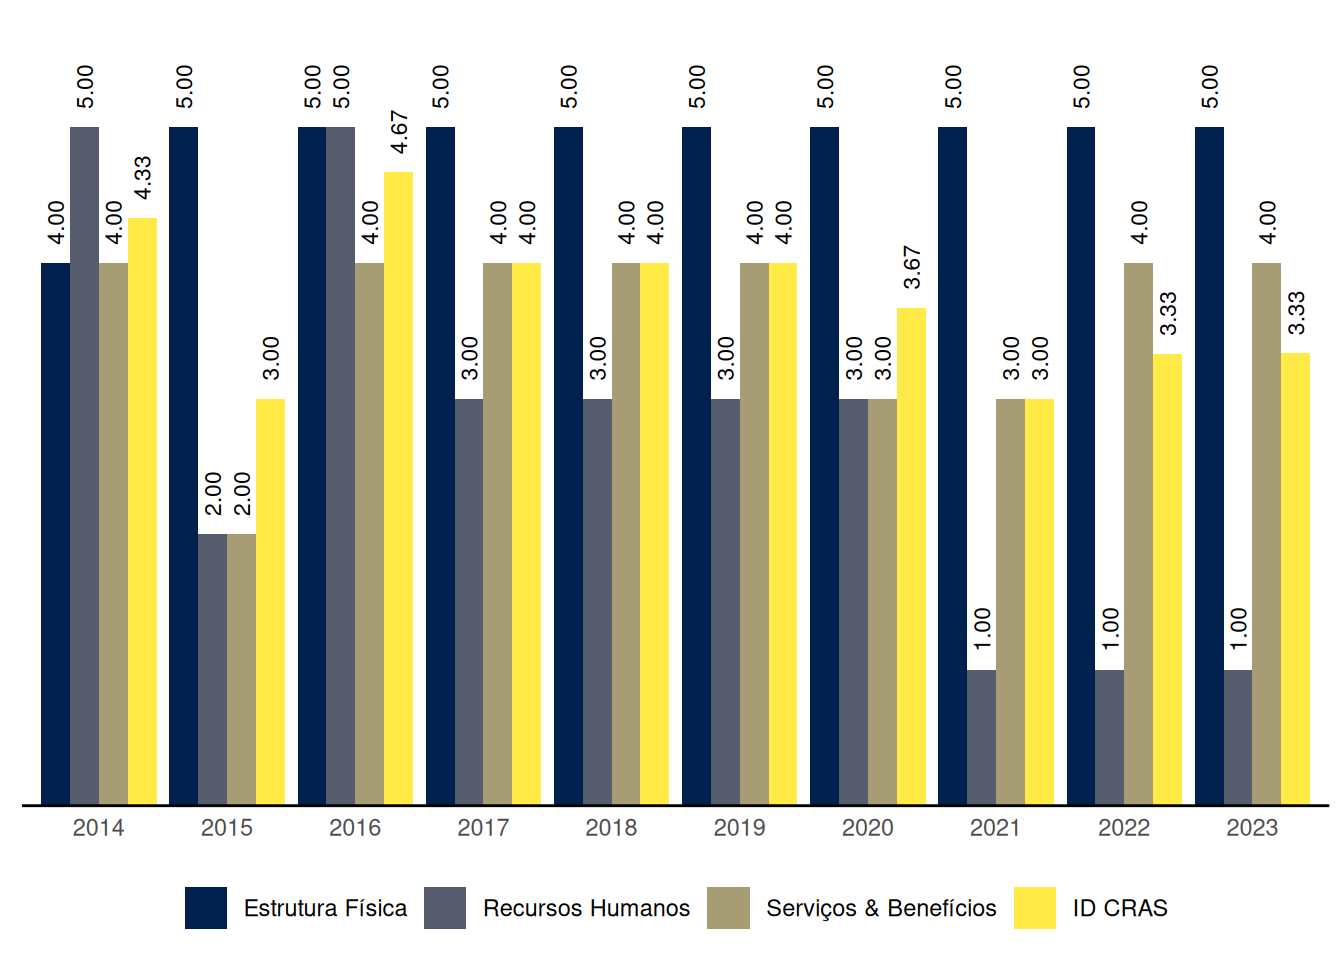 4.00 5.00 4.00 4.33 5.00 2.00 2.00 3.00 5.00 5.00 4.00 4.67 5.00 3.00 4.00 4.00 5.00 3.00 4.00 4.00 5.00 3.00 4.00 4.00 5.00 3.00 3.00 3.67 5.00 1.00 3.00 3.00 5.00 1.00 4.00 3.33 5.00 1.00 4.00 3.33
2014 2015 2016 2017 2018 2019 2020 2021 2022 2023
Estrutura Física Recursos Humanos Serviços & Benefícios ID CRAS